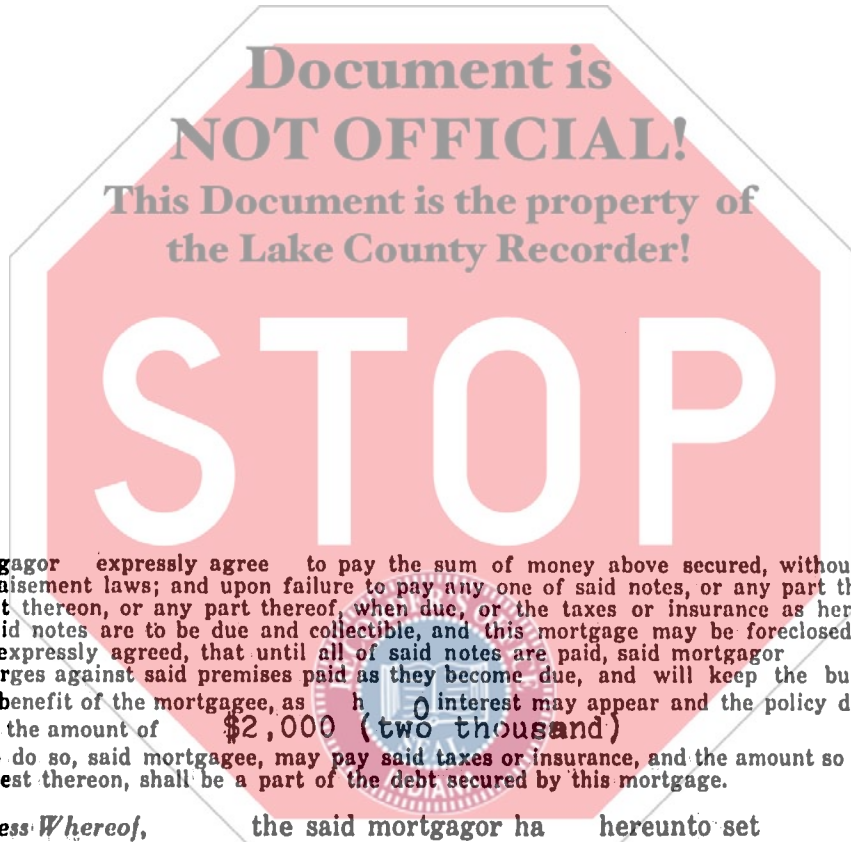 Document is
NOT OFFICIAL!
This Document is the property of
the Lake County Recorder!
STOP
gagor expressly agree to pay the sum of money above secured, withou
aisement laws; and upon failure to pay any one of said notes, or any part th
t thereon, or any part thereof, when due, or the taxes or insurance as her
id notes are to be due and collectible, and this mortgage may be foreclosed
expressly agreed, that until all of said notes are paid, said mortgagor
rges against said premises paid as they become due, and will keep the bu
benefit of the mortgagee, as h 0 interest may appear and the policy d
the amount of $2,000 (two thousand)
do so, said mortgagee, may pay said taxes or insurance, and the amount so
est thereon, shall be a part of the debt secured by this mortgage.
ess Whereof, the said mortgagor ha hereunto set
SEAL